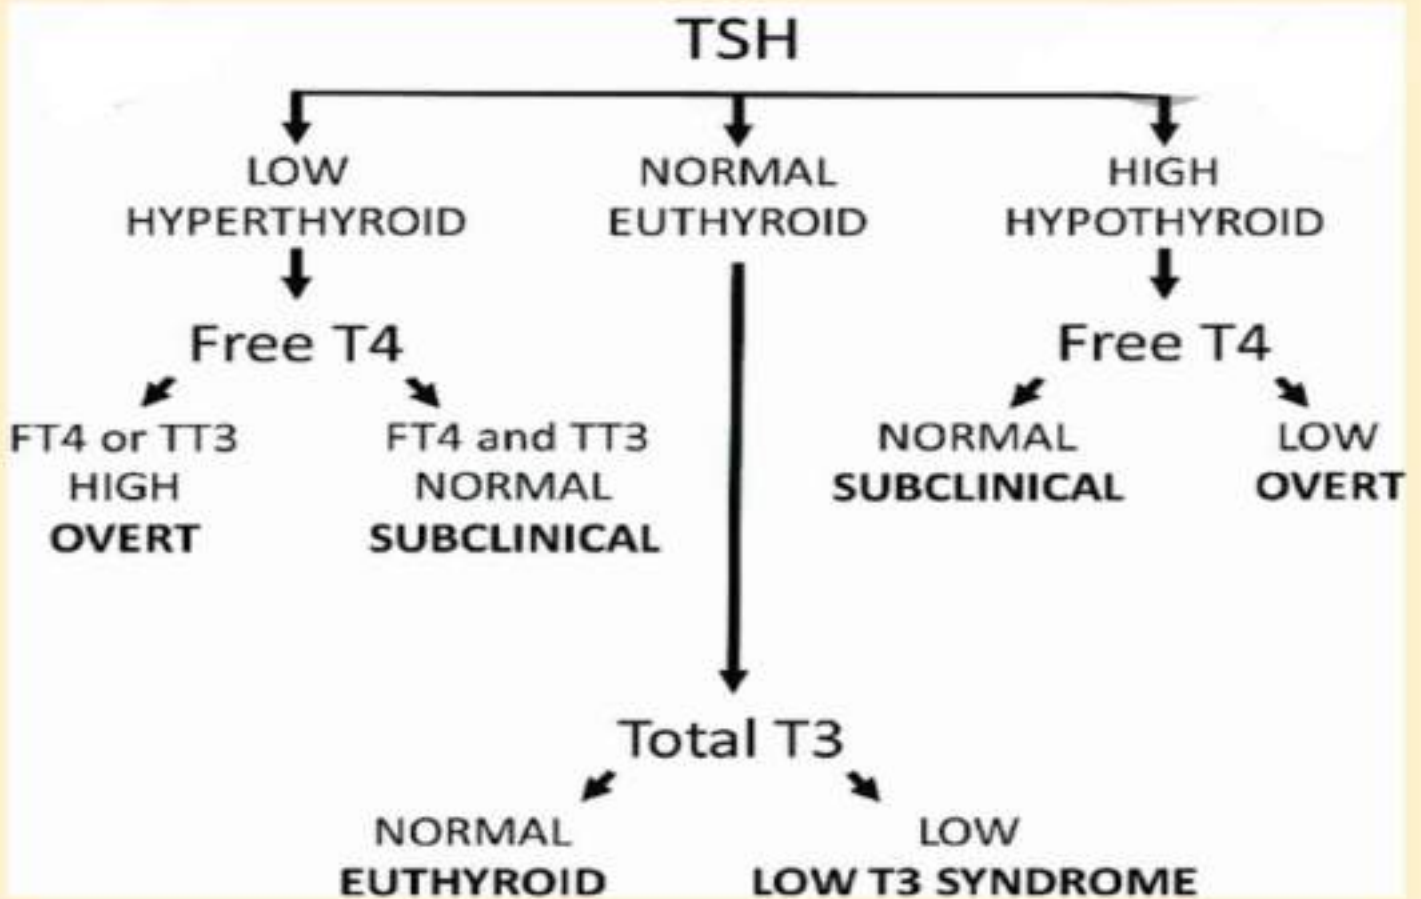 TSH
LOW
HYPERTHYROID
NORMAL
EUTHYROID
HIGH
HYPOTHYROID
Free T4
Free T4
FT4 or TT3
HIGH
OVERT
FT4 and TT3
NORMAL
SUBCLINICAL
NORMAL
SUBCLINICAL
LOW
OVERT
Total T3
NORMAL
EUTHYROID
LOW
LOW T3 SYNDROME